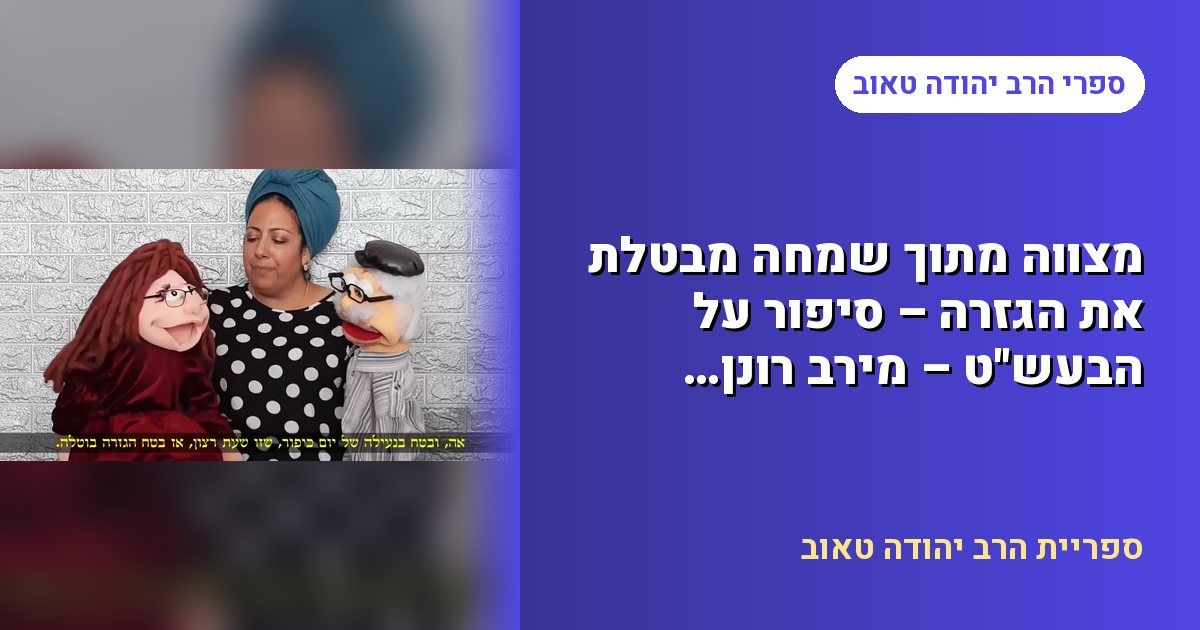 ספרי הרב יהודה טאוב
מצווה מתוך שמחה מבטלת
את הגזרה – סיפור על
הבעש"ט – מירב רונן...
אה, ובטח בנעילה של יום כיפור, שזו שעת רצון, אז בטח הגזרה בוטלה.
ספריית הרב יהודה טאוב